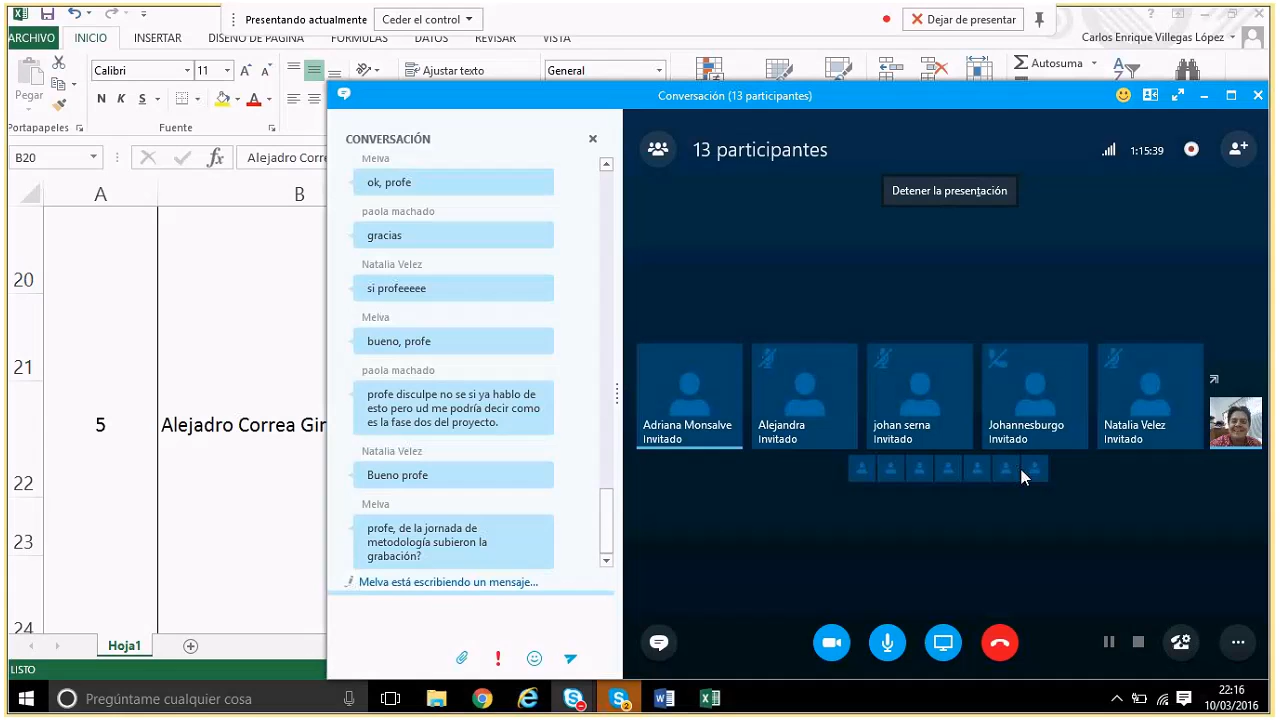 Presentando actualmente
Ceder el control
Dejar de presentar
ARCHIVO
INICIO
INSERTAR
DISEÑO DE PÁGINA
FÓRMULAS
DATOS
REVISAR
VISTA
Carlos Enrique Villegas López
Pegar
Calibri
11
Ajustar texto
General
Autosuma
N K S
Portapapeles
Fuente
B20
Alejadro Corre
A
B
20
21
5
Alejadro Correa Gir
22
23
24
Hoja1
LISTO
Conversación (13 participantes)
CONVERSACIÓN
Melva
ok, profe
paola machado
gracias
Natalia Velez
si profeeeee
Melva
bueno, profe
paola machado
profe disculpe no se si ya hablo de
esto pero ud me podría decir como
es la fase dos del proyecto.
Natalia Velez
Bueno profe
Melva
profe, de la jornada de
metodología subieron la
grabación?
Melva está escribiendo un mensaje...
13 participantes
1:15:39
Detener la presentación
Adriana Monsalve
Invitado
Alejandra
Invitado
johan serna
Invitado
Johannesburgo
Invitado
Natalia Velez
Invitado
Pregúntame cualquier cosa
2
22:16
10/03/2016